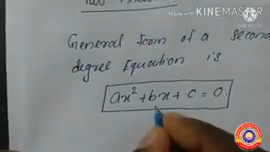 Made with KINEMASTER
General form of a second
degree Equation is
ax² + bx + c = 0.